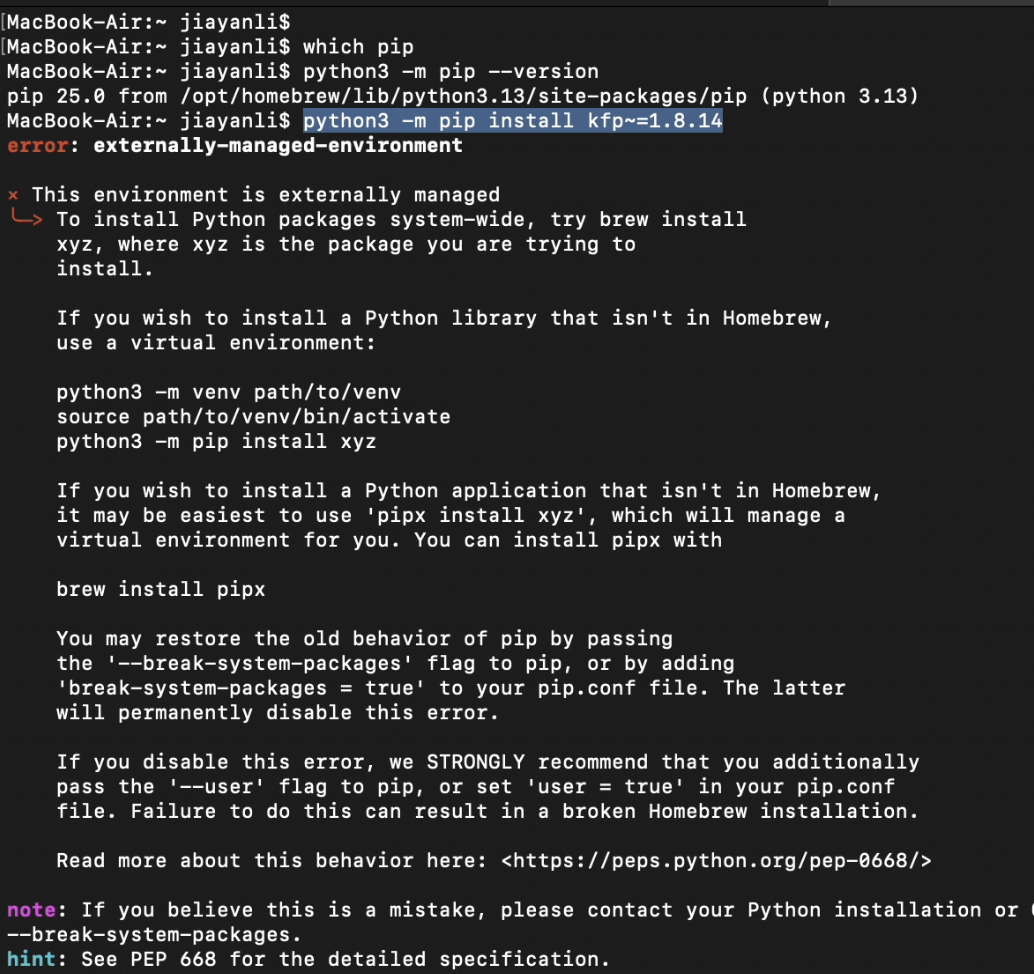 [MacBook-Air:~ jiayanli$
[MacBook-Air:~ jiayanli$ which pip
MacBook-Air:~ jiayanli$ python3 -m pip --version
pip 25.0 from /opt/homebrew/lib/python3.13/site-packages/pip (python 3.13)
MacBook-Air:~ jiayanli$ python3 -m pip install kfp~=1.8.14
error: externally-managed-environment
× This environment is externally managed
╰─> To install Python packages system-wide, try brew install
xyz, where xyz is the package you are trying to
install.
If you wish to install a Python library that isn't in Homebrew,
use a virtual environment:
python3 -m venv path/to/venv
source path/to/venv/bin/activate
python3 -m pip install xyz
If you wish to install a Python application that isn't in Homebrew,
it may be easiest to use 'pipx install xyz', which will manage a
virtual environment for you. You can install pipx with
brew install pipx
You may restore the old behavior of pip by passing
the '--break-system-packages' flag to pip, or by adding
'break-system-packages = true' to your pip.conf file. The latter
will permanently disable this error.
If you disable this error, we STRONGLY recommend that you additionally
pass the '--user' flag to pip, or set 'user = true' in your pip.conf
file. Failure to do this can result in a broken Homebrew installation.
Read more about this behavior here: <https://peps.python.org/pep-0668/>
note: If you believe this is a mistake, please contact your Python installation or
--break-system-packages.
hint: See PEP 668 for the detailed specification.